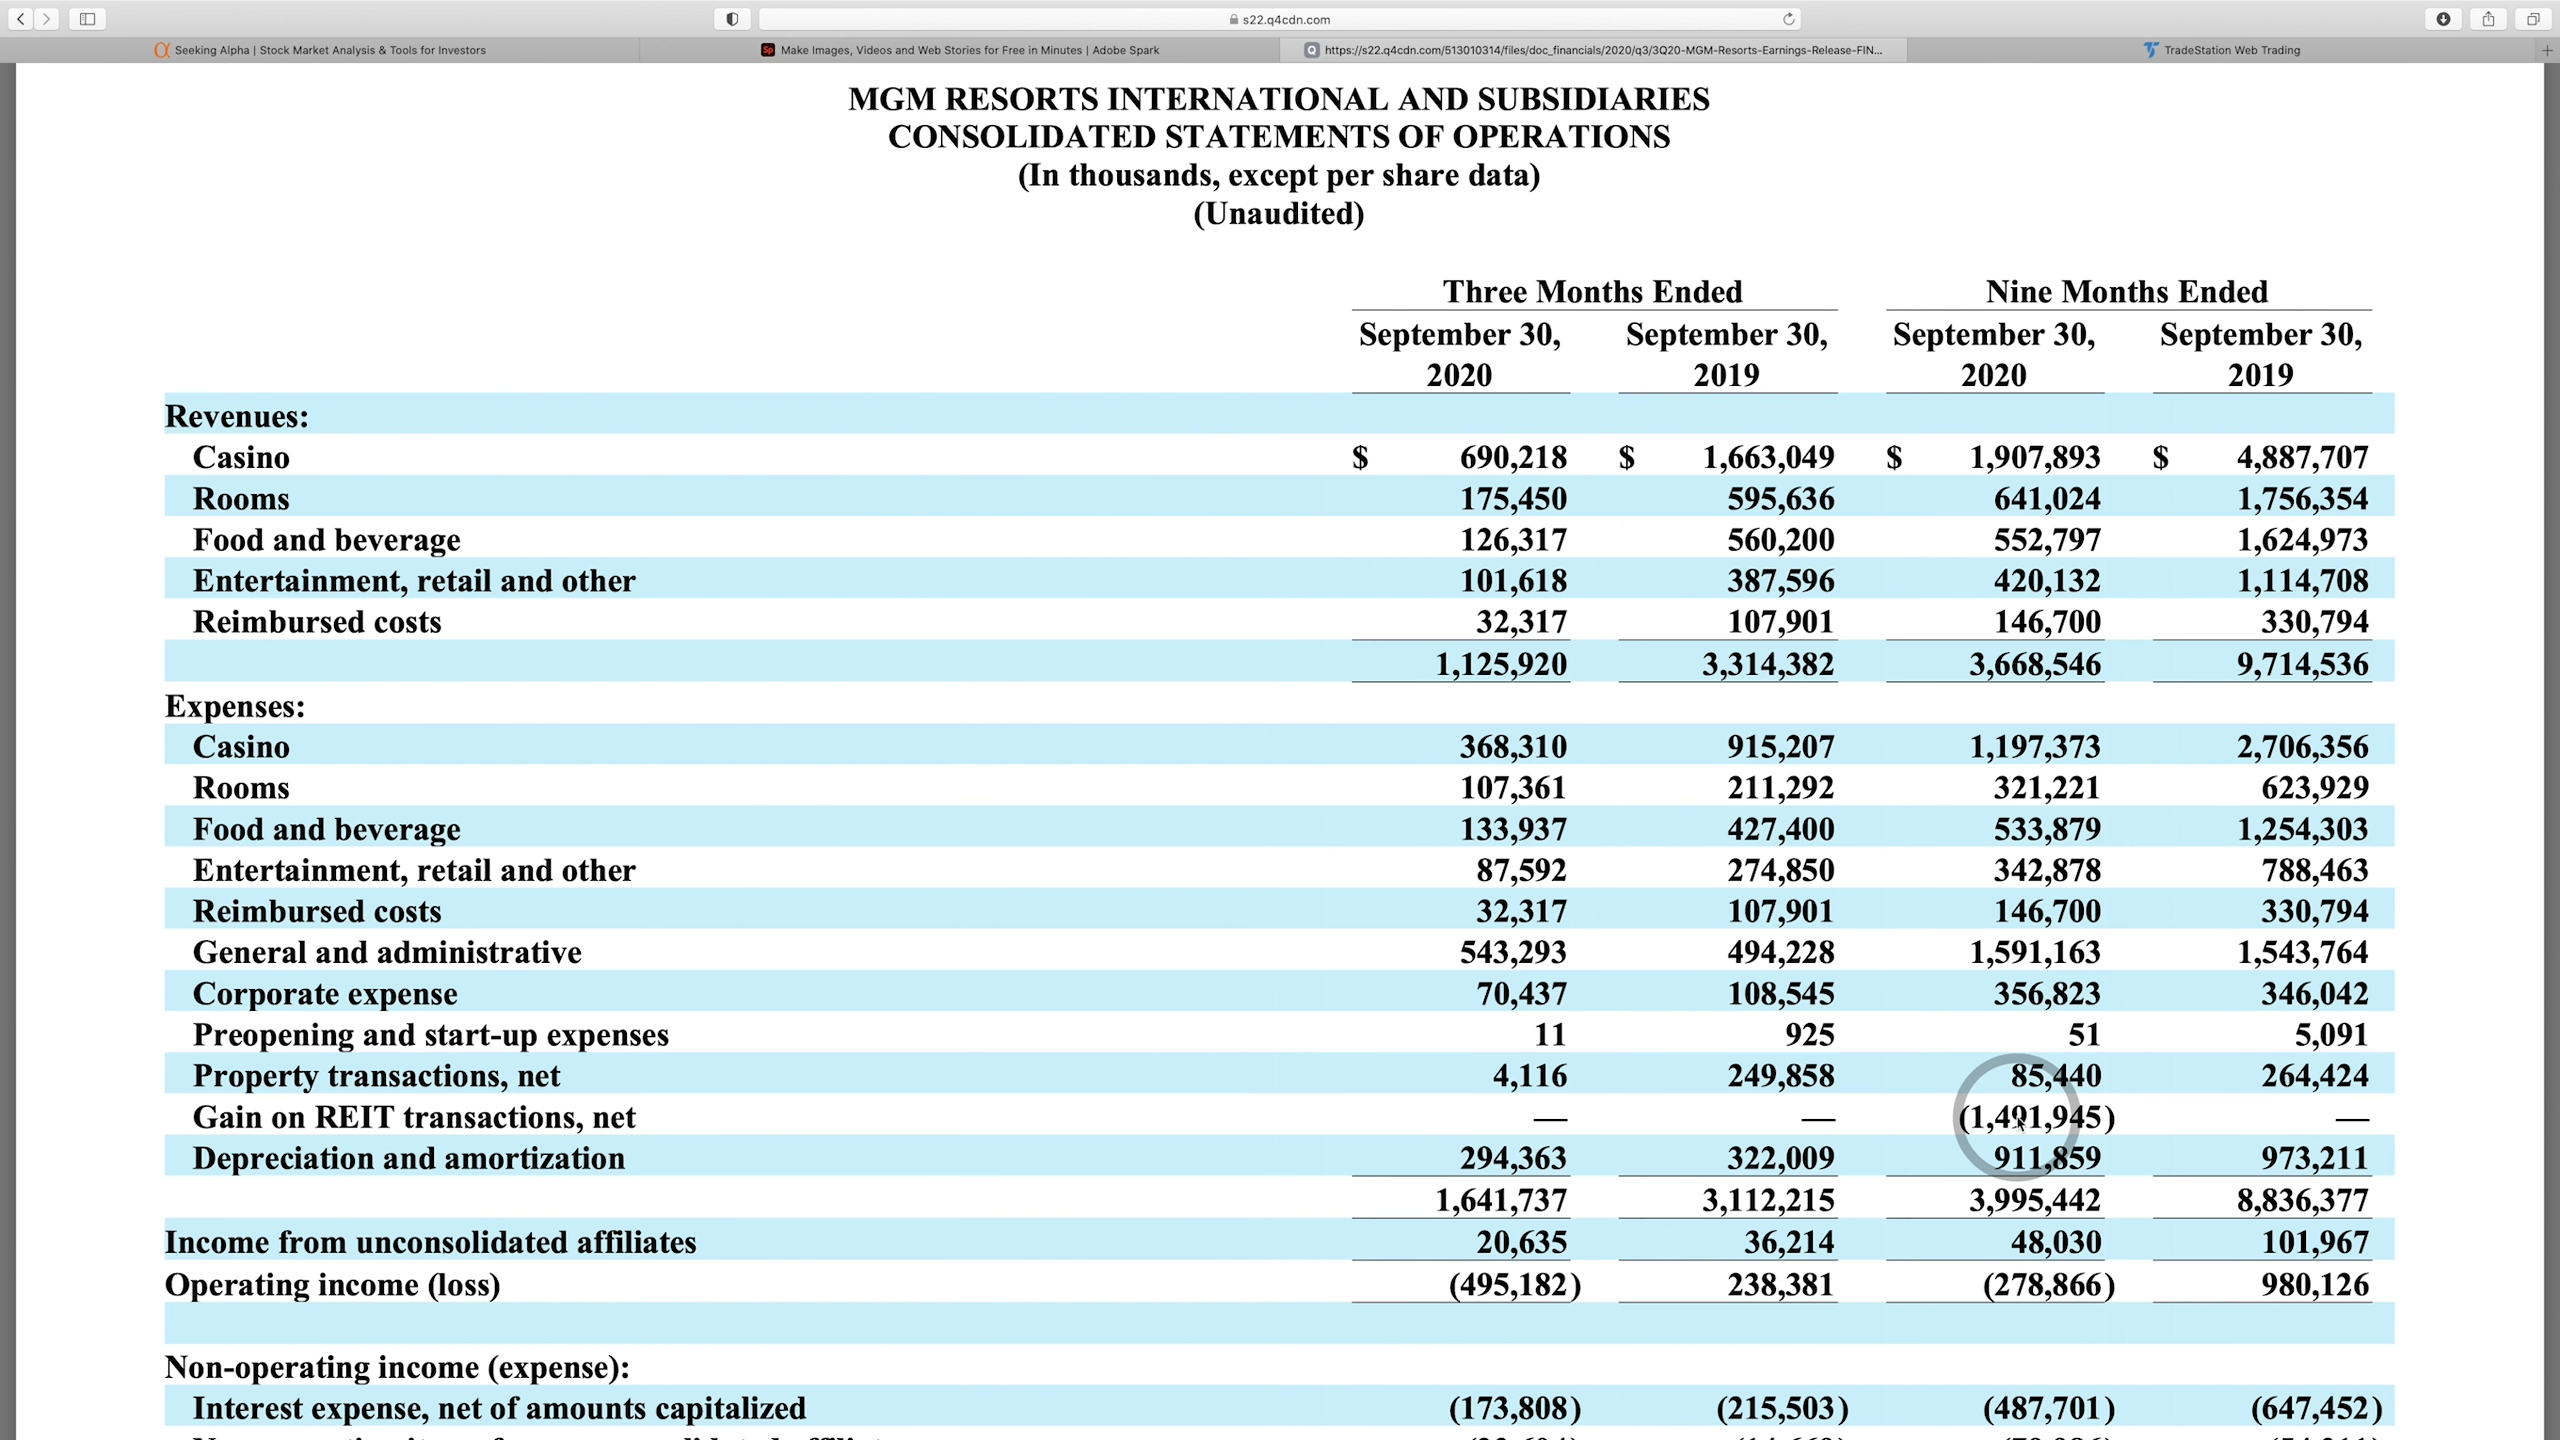 s22.q4cdn.com
Seeking Alpha | Stock Market Analysis & Tools for Investors
Sp Make Images, Videos and Web Stories for Free in Minutes | Adobe Spark
Q https://s22.q4cdn.com/513010314/files/doc_financials/2020/q3/3Q20-MGM-Resorts-Earnings-Release-FIN...
TradeStation Web Trading
MGM RESORTS INTERNATIONAL AND SUBSIDIARIES
CONSOLIDATED STATEMENTS OF OPERATIONS
(In thousands, except per share data)
(Unaudited)
Three Months Ended Nine Months Ended
September 30, September 30, September 30, September 30,
2020 2019 2020 2019
Revenues:
Casino $ 690,218 $ 1,663,049 $ 1,907,893 $ 4,887,707
Rooms 175,450 595,636 641,024 1,756,354
Food and beverage 126,317 560,200 552,797 1,624,973
Entertainment, retail and other 101,618 387,596 420,132 1,114,708
Reimbursed costs 32,317 107,901 146,700 330,794
1,125,920 3,314,382 3,668,546 9,714,536
Expenses:
Casino 368,310 915,207 1,197,373 2,706,356
Rooms 107,361 211,292 321,221 623,929
Food and beverage 133,937 427,400 533,879 1,254,303
Entertainment, retail and other 87,592 274,850 342,878 788,463
Reimbursed costs 32,317 107,901 146,700 330,794
General and administrative 543,293 494,228 1,591,163 1,543,764
Corporate expense 70,437 108,545 356,823 346,042
Preopening and start-up expenses 11 925 51 5,091
Property transactions, net 4,116 249,858 85,440 264,424
Gain on REIT transactions, net — — (1,491,945) —
Depreciation and amortization 294,363 322,009 911,859 973,211
1,641,737 3,112,215 3,995,442 8,836,377
Income from unconsolidated affiliates 20,635 36,214 48,030 101,967
Operating income (loss) (495,182) 238,381 (278,866) 980,126
Non-operating income (expense):
Interest expense, net of amounts capitalized (173,808) (215,503) (487,701) (647,452)